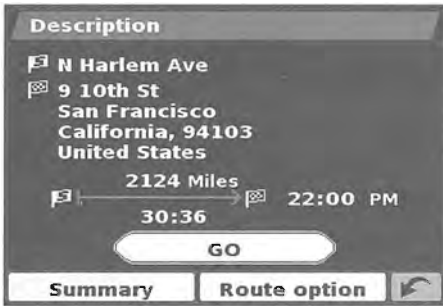 Description
N Harlem Ave
9 10th St
San Francisco
California, 94103
United States
2124 Miles
22:00 PM
30:36
GO
Summary Route option